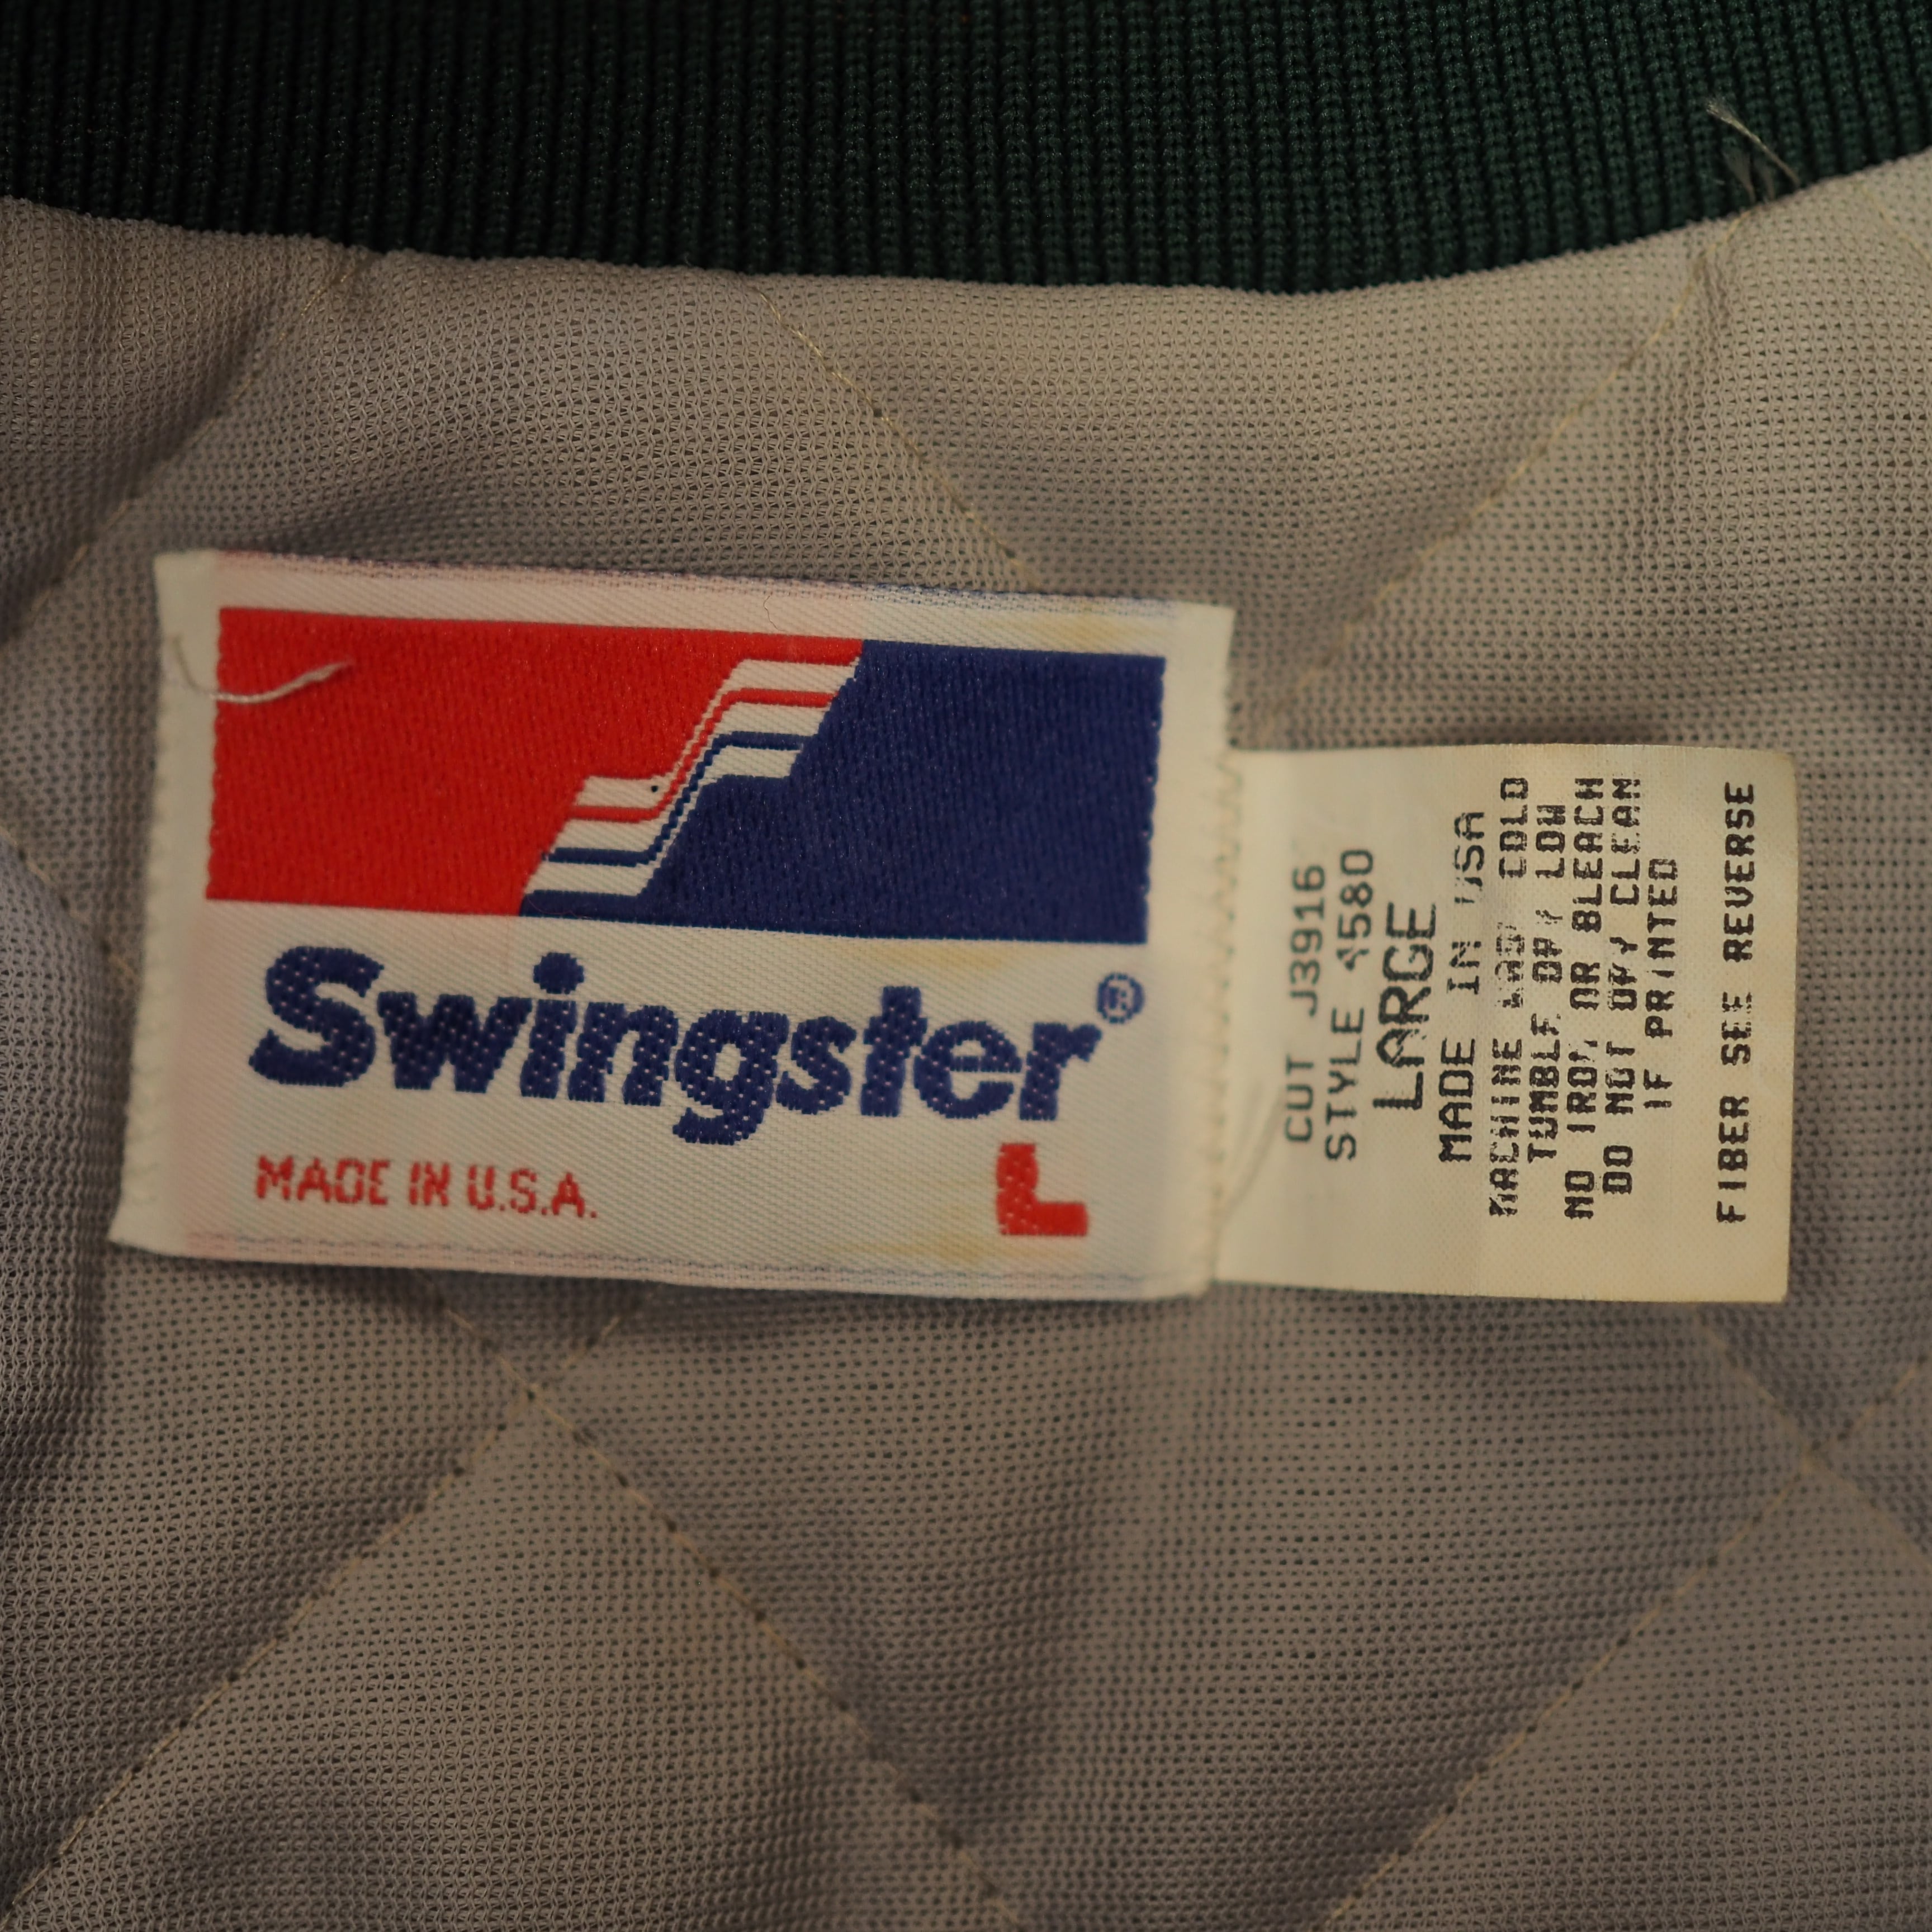 Swingster®
MADE IN U.S.A.
L
CUT J3916
STYLE 4580
LARGE
MADE IN USA
MACHINE WASH COLD
TUMBLE DRY LOW
NO IRON OR BLEACH
DO NOT DRY CLEAN
IF PRINTED
FIBER SEE REVERSE